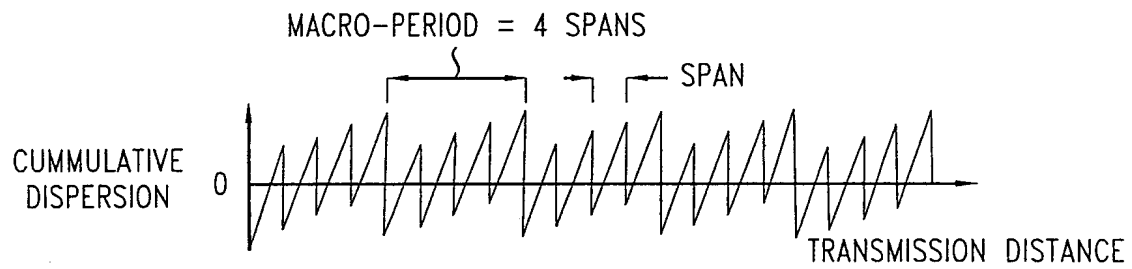 MACRO-PERIOD = 4 SPANS
SPAN
CUMMULATIVE
DISPERSION
0
TRANSMISSION DISTANCE